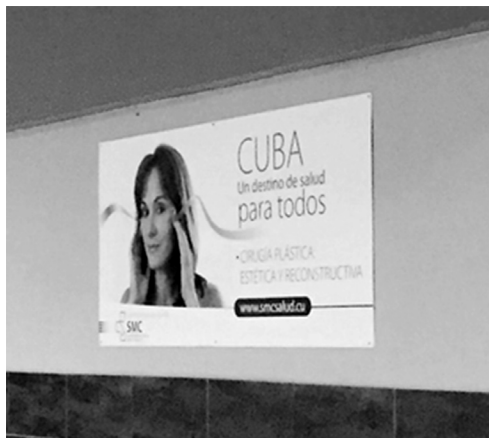 CUBA
Un destino de salud
para todos
• CIRUGÍA PLÁSTICA
ESTÉTICA Y RECONSTRUCTIVA
www.smcsalud.cu
SMC